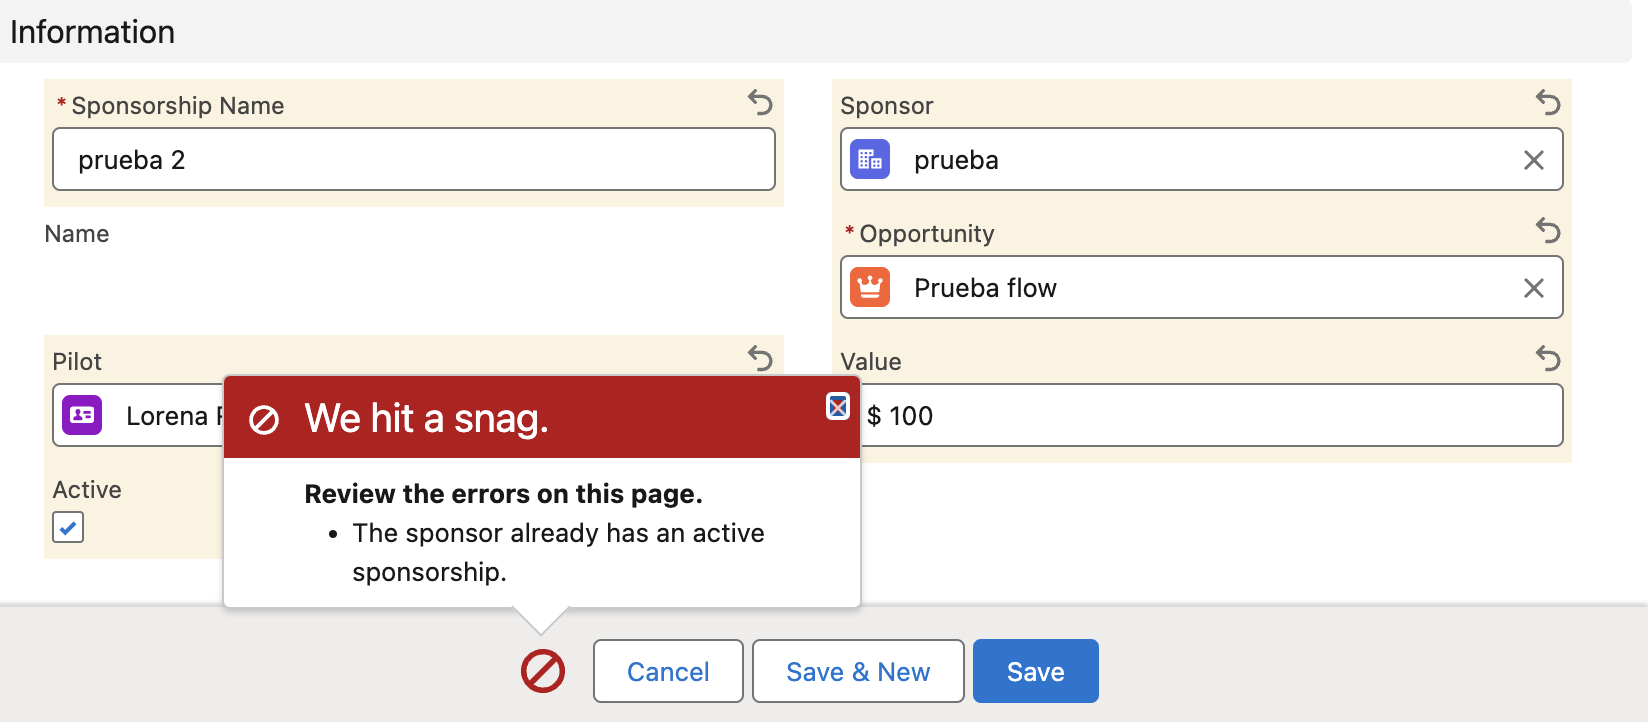 Information
* Sponsorship Name
prueba 2
Sponsor
prueba
Name
* Opportunity
Prueba flow
Pilot
Lorena
Value
$ 100
Active
We hit a snag.
Review the errors on this page.
• The sponsor already has an active
sponsorship.
Cancel
Save & New
Save